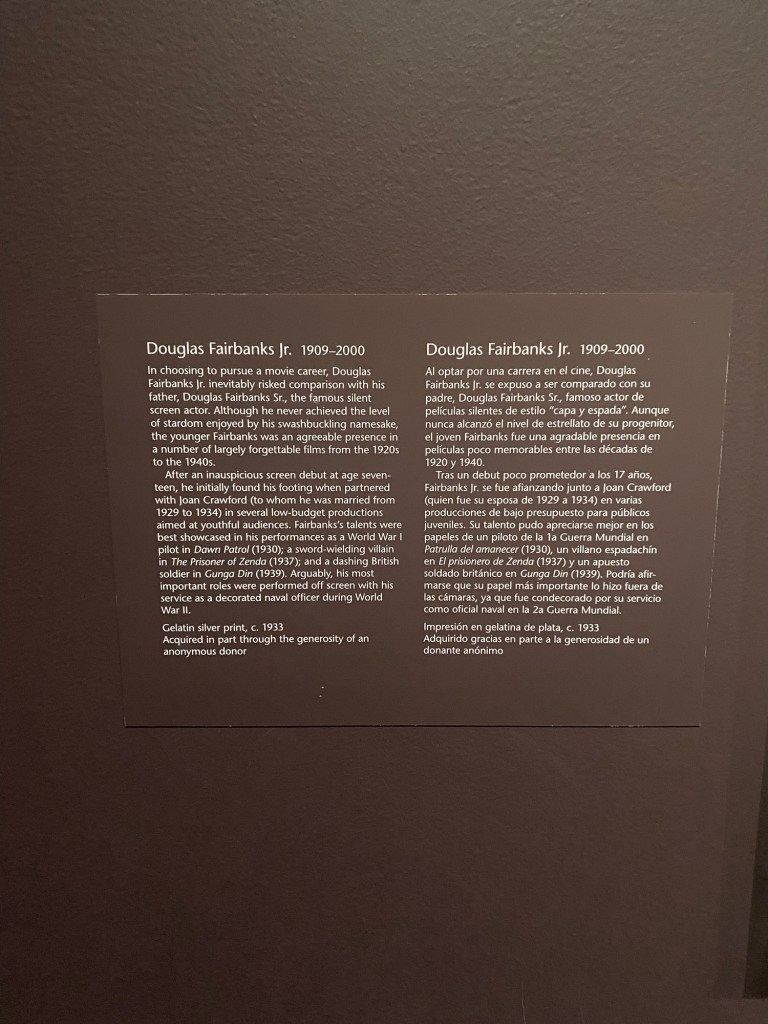 Douglas Fairbanks Jr. 1909–2000
In choosing to pursue a movie career, Douglas
Fairbanks Jr. inevitably risked comparison with his
father, Douglas Fairbanks Sr., the famous silent
screen actor. Although he never achieved the level
of stardom enjoyed by his swashbuckling namesake,
the younger Fairbanks was an agreeable presence in
a number of largely forgettable films from the 1920s
to the 1940s.
After an inauspicious screen debut at age seven-
teen, he initially found his footing when partnered
with Joan Crawford (to whom he was married from
1929 to 1934) in several low-budget productions
aimed at youthful audiences. Fairbanks's talents were
best showcased in his performances as a World War I
pilot in Dawn Patrol (1930); a sword-wielding villain
in The Prisoner of Zenda (1937); and a dashing British
soldier in Gunga Din (1939). Arguably, his most
important roles were performed off screen with his
service as a decorated naval officer during World
War II.
Gelatin silver print, c. 1933
Acquired in part through the generosity of an
anonymous donor
Douglas Fairbanks Jr. 1909–2000
Al optar por una carrera en el cine, Douglas
Fairbanks Jr. se expuso a ser comparado con su
padre, Douglas Fairbanks Sr., famoso actor de
películas silentes de estilo “capa y espada”. Aunque
nunca alcanzó el nivel de estrellato de su progenitor,
el joven Fairbanks fue una agradable presencia en
películas poco memorables entre las décadas de
1920 y 1940.
Tras un debut poco prometedor a los 17 años,
Fairbanks Jr. se fue afianzando junto a Joan Crawford
(quien fue su esposa de 1929 a 1934) en varias
producciones de bajo presupuesto para públicos
juveniles. Su talento pudo apreciarse mejor en los
papeles de un piloto de la 1a Guerra Mundial en
Patrulla del amanecer (1930), un villano espadachín
en El prisionero de Zenda (1937) y un apuesto
soldado británico en Gunga Din (1939). Podría afir-
marse que su papel más importante lo hizo fuera de
las cámaras, ya que fue condecorado por su servicio
como oficial naval en la 2a Guerra Mundial.
Impresión en gelatina de plata, c. 1933
Adquirido gracias en parte a la generosidad de un
donante anónimo